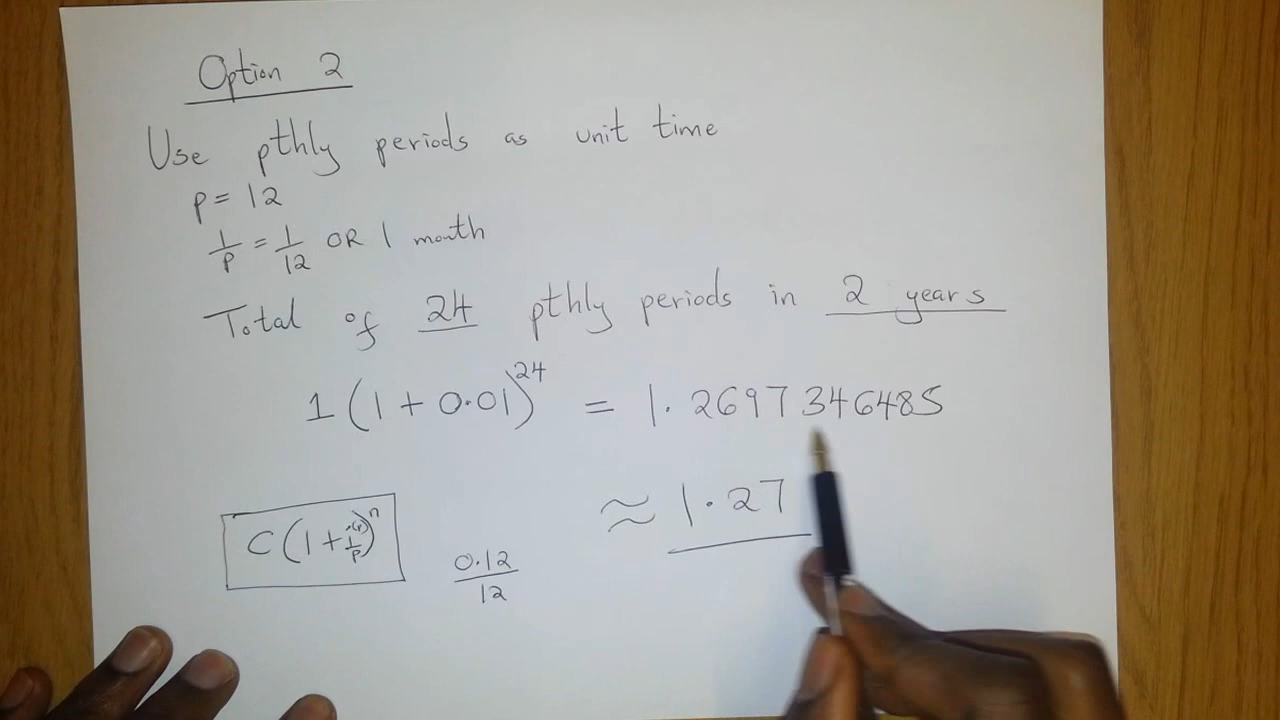 Option 2
Use pthly periods as unit time
p = 12
1/p = 1/12 OR 1 month
Total of 24 pthly periods in 2 years
1(1+0.01)^24 = 1.2697346485
≈ 1.27
C(1+i^(p)/p)^n
0.12/12